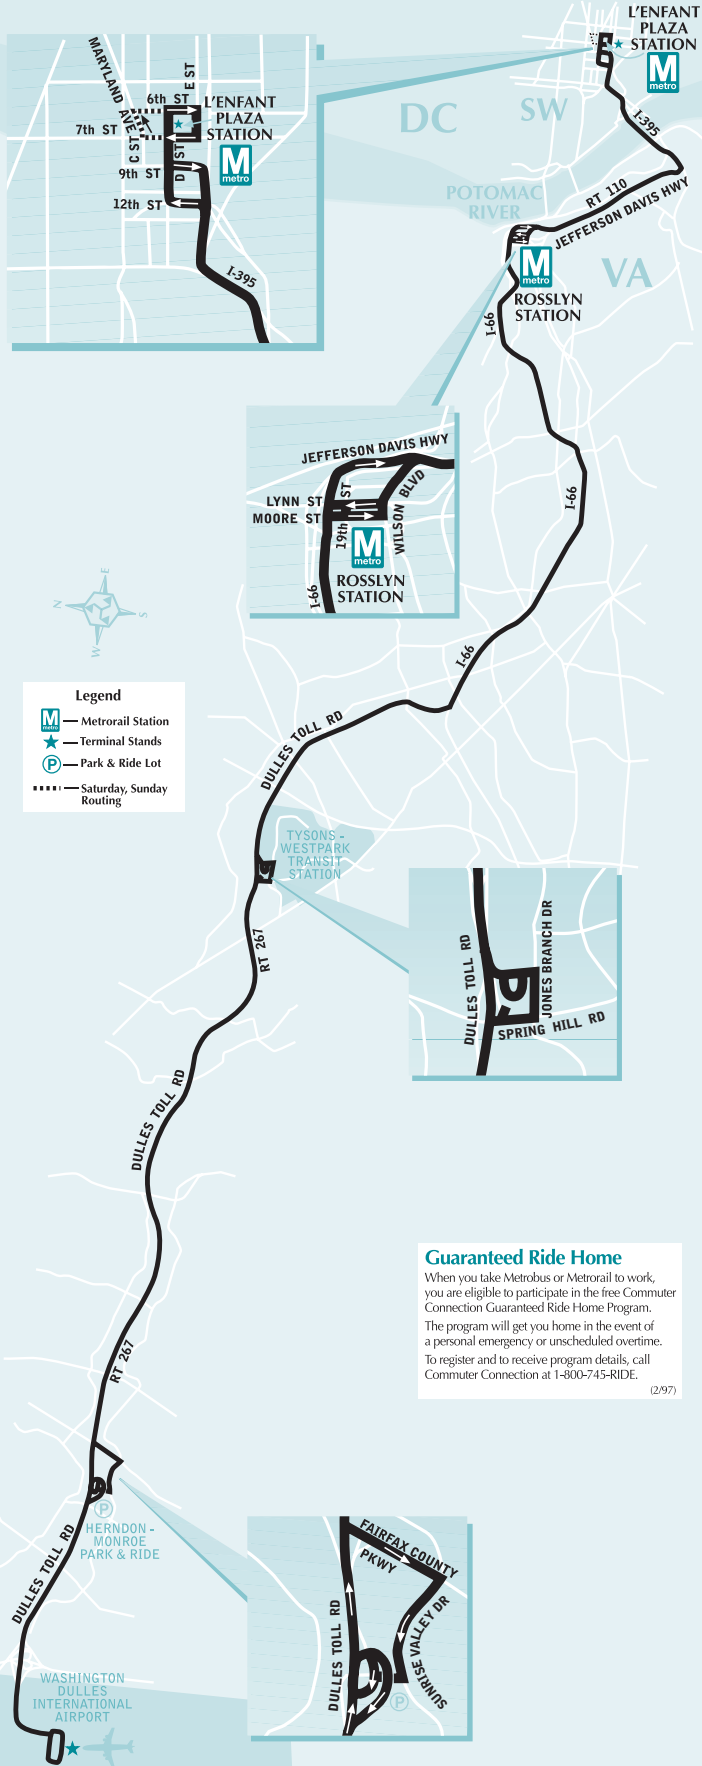 L'ENFANT
PLAZA
STATION
M
metro
DC
SW
I-395
POTOMAC
RIVER
RT 110
JEFFERSON DAVIS HWY
VA
M
metro
ROSSLYN
STATION
I-66
I-66
I-66
MARYLAND AVE
E ST
6th ST
7th ST
C ST
D ST
9th ST
12th ST
L'ENFANT
PLAZA
STATION
M
metro
I-395
JEFFERSON DAVIS HWY
LYNN ST
MOORE ST
19th ST
WILSON BLVD
M
metro
ROSSLYN
STATION
I-66
N
E
S
W
Legend
M
metro
Metrorail Station
Terminal Stands
P
Park & Ride Lot
Saturday, Sunday
Routing
DULLES TOLL RD
TYSONS -
WESTPARK
TRANSIT
STATION
RT 267
DULLES TOLL RD
JONES BRANCH DR
SPRING HILL RD
DULLES TOLL RD
RT 267
Guaranteed Ride Home
When you take Metrobus or Metrorail to work,
you are eligible to participate in the free Commuter
Connection Guaranteed Ride Home Program.
The program will get you home in the event of
a personal emergency or unscheduled overtime.
To register and to receive program details, call
Commuter Connection at 1-800-745-RIDE.
(2/97)
P
HERNDON -
MONROE
PARK & RIDE
DULLES TOLL RD
FAIRFAX COUNTY
PKWY
DULLES TOLL RD
SUNRISE VALLEY DR
P
WASHINGTON
DULLES
INTERNATIONAL
AIRPORT